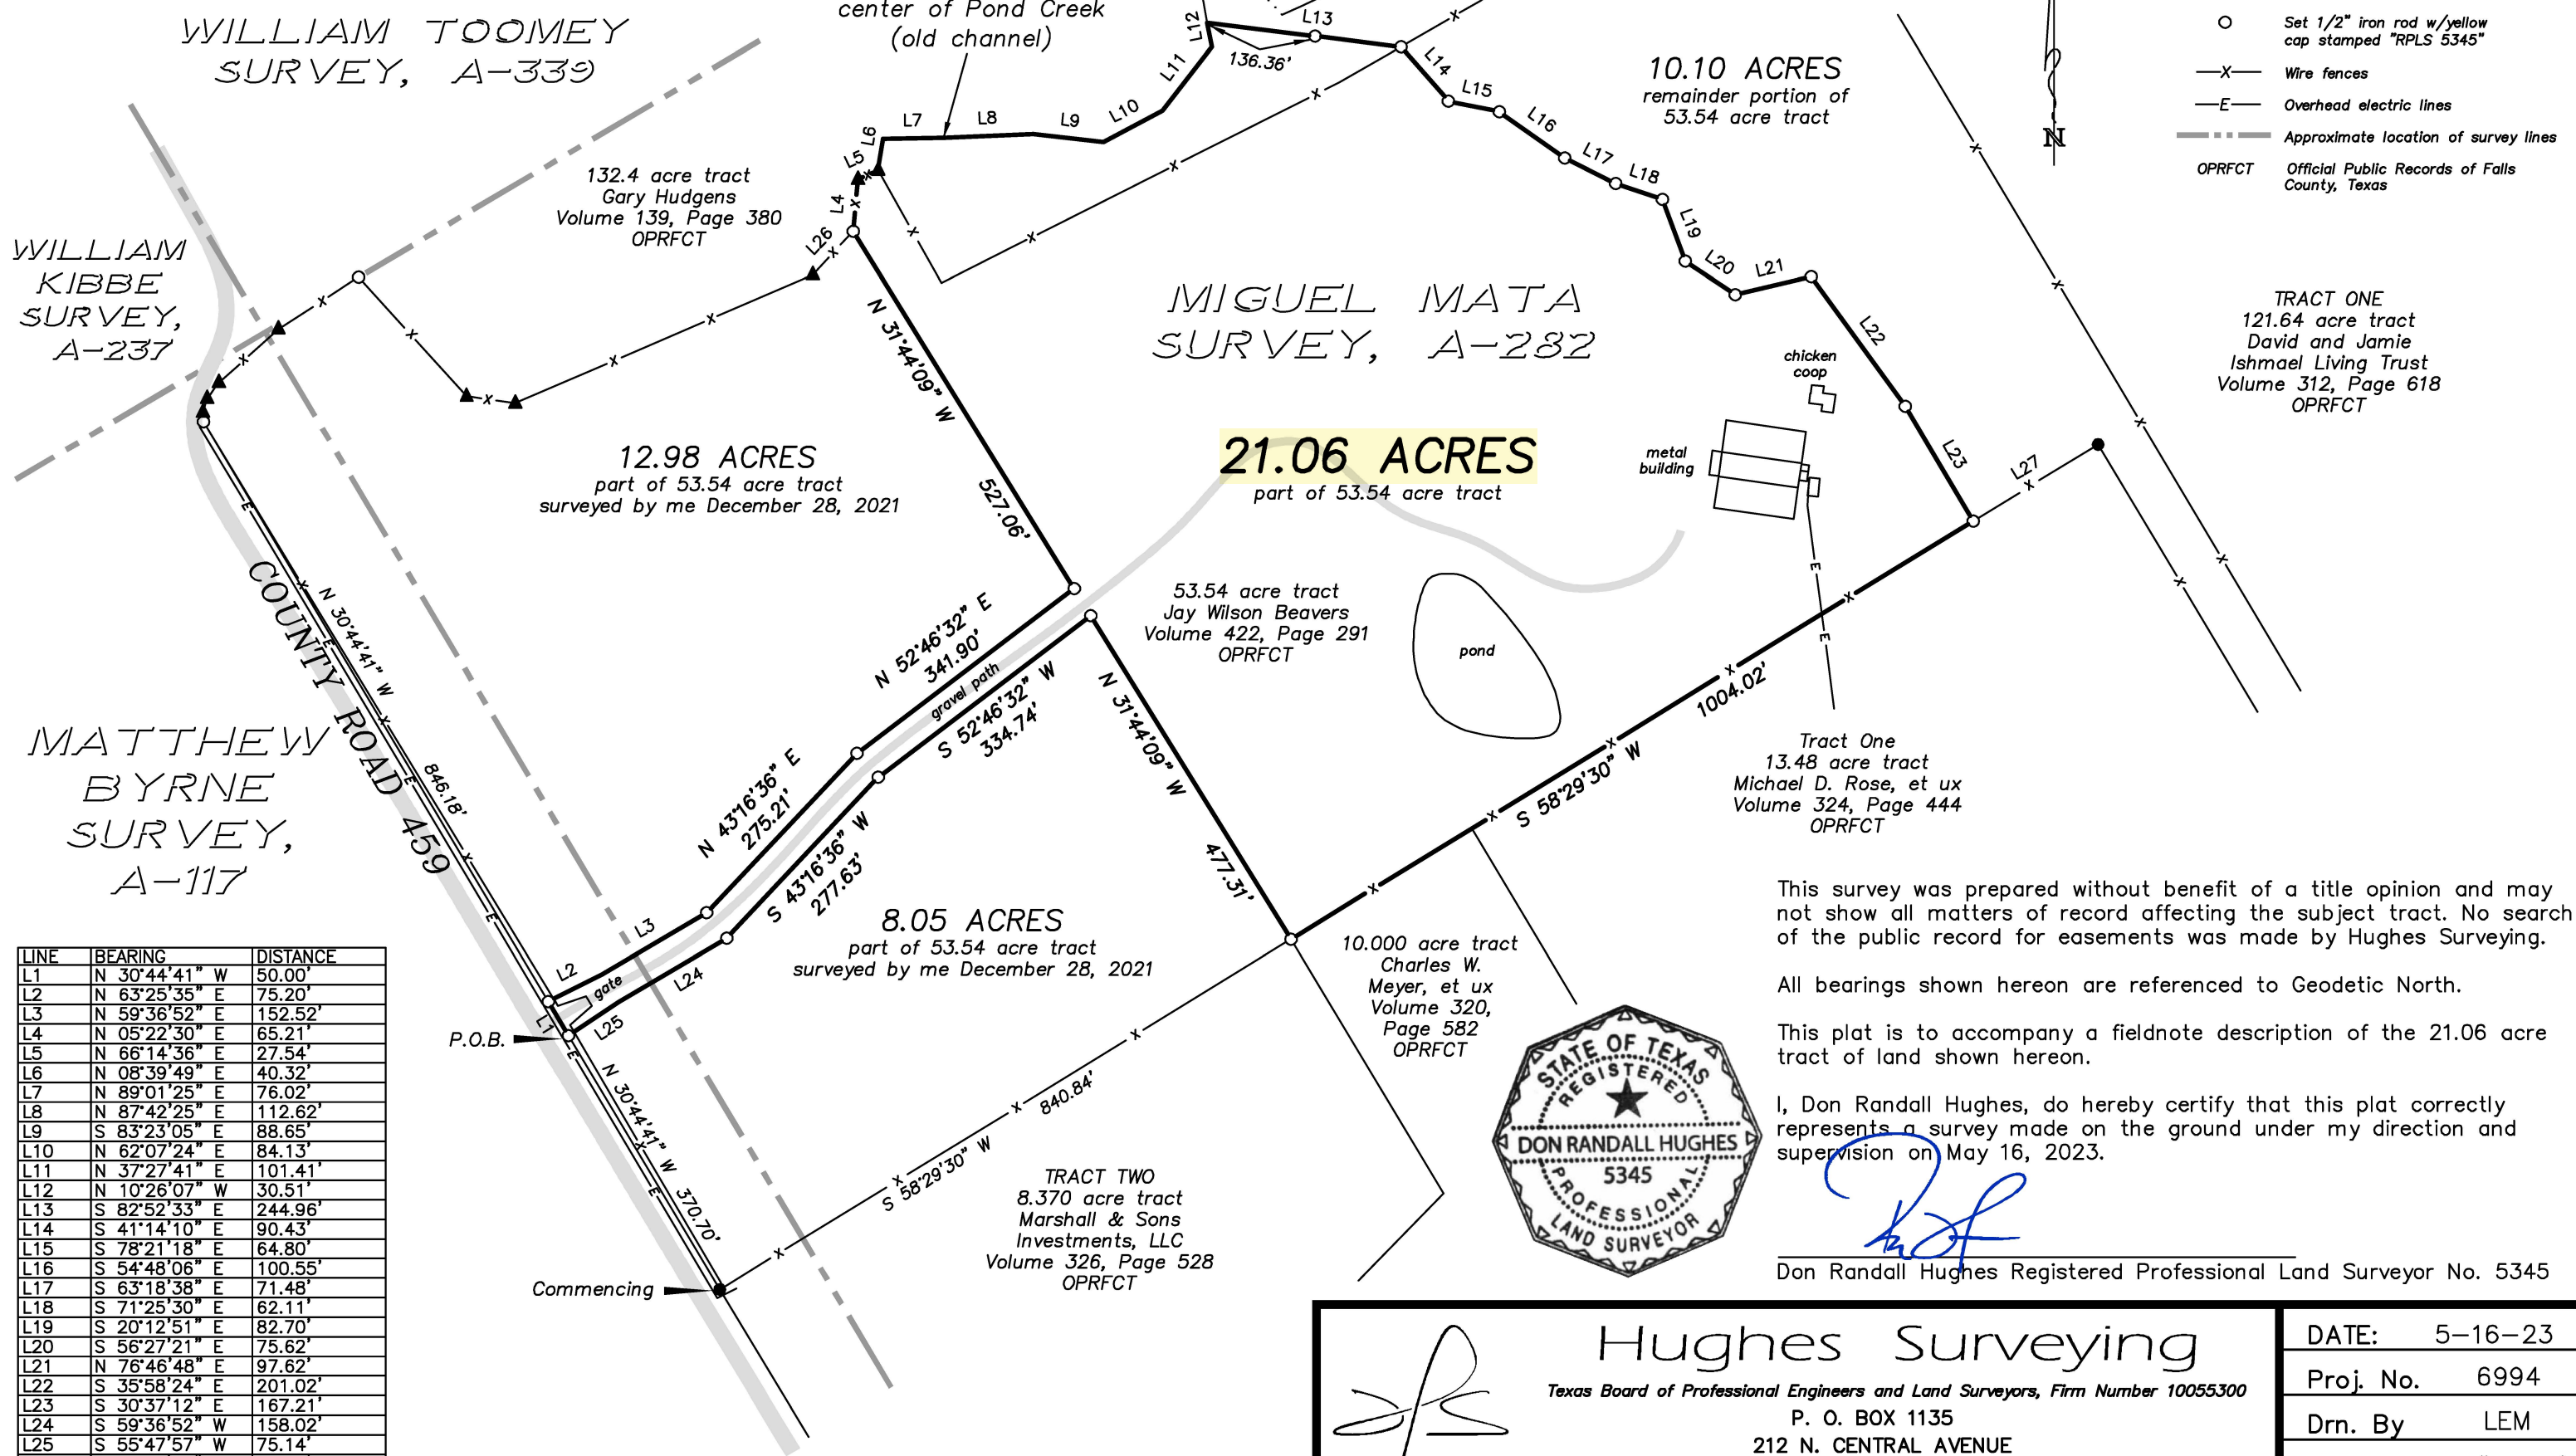 WILLIAM TOOMEY
SURVEY, A-339
center of Pond Creek
(old channel)
L12
L13
136.36'
L11
L10
L9
L8
L7
L6
L5
L4
L26
L14
L15
L16
L17
L18
L19
L20
L21
L22
L23
L27
10.10 ACRES
remainder portion of
53.54 acre tract
N
Set 1/2" iron rod w/yellow
cap stamped "RPLS 5345"
X
Wire fences
E
Overhead electric lines
Approximate location of survey lines
OPRFCT
Official Public Records of Falls
County, Texas
132.4 acre tract
Gary Hudgens
Volume 139, Page 380
OPRFCT
WILLIAM
KIBBE
SURVEY,
A-237
MIGUEL MATA
SURVEY, A-282
TRACT ONE
121.64 acre tract
David and Jamie
Ishmael Living Trust
Volume 312, Page 618
OPRFCT
chicken
coop
metal
building
N 31°44'09" W
527.06'
12.98 ACRES
part of 53.54 acre tract
surveyed by me December 28, 2021
21.06 ACRES
part of 53.54 acre tract
53.54 acre tract
Jay Wilson Beavers
Volume 422, Page 291
OPRFCT
pond
COUNTY ROAD 459
N 30°44'41" W
846.18'
N 52°46'32" E
341.90'
gravel path
S 52°46'32" W
334.74'
N 31°44'09" W
477.31'
1004.02'
S 58°29'30" W
Tract One
13.48 acre tract
Michael D. Rose, et ux
Volume 324, Page 444
OPRFCT
MATTHEW
BYRNE
SURVEY,
A-117
N 43°16'36" E
275.21'
S 43°16'36" W
277.63'
L3
L2
gate
L24
L25
L1
P.O.B.
8.05 ACRES
part of 53.54 acre tract
surveyed by me December 28, 2021
10.000 acre tract
Charles W.
Meyer, et ux
Volume 320,
Page 582
OPRFCT
This survey was prepared without benefit of a title opinion and may
not show all matters of record affecting the subject tract. No search
of the public record for easements was made by Hughes Surveying.
All bearings shown hereon are referenced to Geodetic North.
This plat is to accompany a fieldnote description of the 21.06 acre
tract of land shown hereon.
I, Don Randall Hughes, do hereby certify that this plat correctly
represents a survey made on the ground under my direction and
supervision on May 16, 2023.
Don Randall Hughes Registered Professional Land Surveyor No. 5345
STATE OF TEXAS
REGISTERED
DON RANDALL HUGHES
5345
PROFESSIONAL
LAND SURVEYOR
N 30°44'41" W 370.70'
840.84'
S 58°29'30" W
TRACT TWO
8.370 acre tract
Marshall & Sons
Investments, LLC
Volume 326, Page 528
OPRFCT
Commencing
LINE BEARING DISTANCE
L1 N 30°44'41" W 50.00'
L2 N 63°25'35" E 75.20'
L3 N 59°36'52" E 152.52'
L4 N 05°22'30" E 65.21'
L5 N 66°14'36" E 27.54'
L6 N 08°39'49" E 40.32'
L7 N 89°01'25" E 76.02'
L8 N 87°42'25" E 112.62'
L9 S 83°23'05" E 88.65'
L10 N 62°07'24" E 84.13'
L11 N 37°27'41" E 101.41'
L12 N 10°26'07" W 30.51'
L13 S 82°52'33" E 244.96'
L14 S 41°14'10" E 90.43'
L15 S 78°21'18" E 64.80'
L16 S 54°48'06" E 100.55'
L17 S 63°18'38" E 71.48'
L18 S 71°25'30" E 62.11'
L19 S 20°12'51" E 82.70'
L20 S 56°27'21" E 75.62'
L21 N 76°46'48" E 97.62'
L22 S 35°58'24" E 201.02'
L23 S 30°37'12" E 167.21'
L24 S 59°36'52" W 158.02'
L25 S 55°47'57" W 75.14'
Hughes Surveying
Texas Board of Professional Engineers and Land Surveyors, Firm Number 10055300
P. O. BOX 1135
212 N. CENTRAL AVENUE
DATE: 5-16-23
Proj. No. 6994
Drn. By LEM